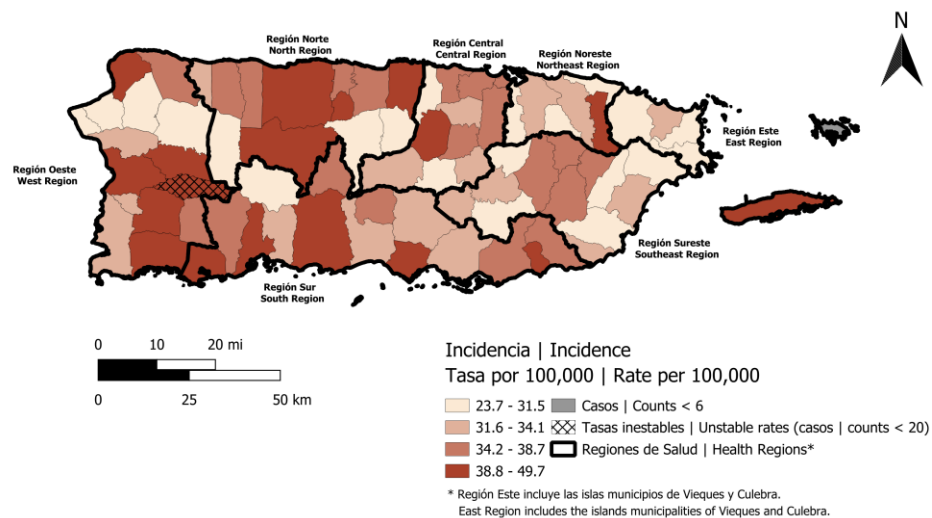 N
Región Norte
North Region
Región Central
Central Region
Región Noreste
Northeast Region
Región Este
East Region
Región Oeste
West Region
Región Sureste
Southeast Region
Región Sur
South Region
0 10 20 mi
0 25 50 km
Incidencia | Incidence
Tasa por 100,000 | Rate per 100,000
23.7 - 31.5 Casos | Counts < 6
31.6 - 34.1 Tasas inestables | Unstable rates (casos | counts < 20)
34.2 - 38.7 Regiones de Salud | Health Regions*
38.8 - 49.7
* Región Este incluye las islas municipios de Vieques y Culebra.
East Region includes the islands municipalities of Vieques and Culebra.